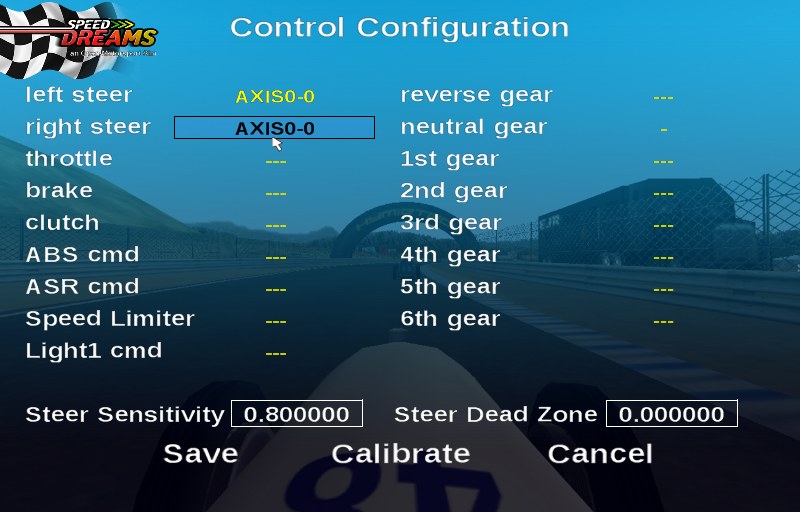 SPEED
DREAMS
Control Configuration
left steer AXIS0-0 reverse gear ---
right steer AXIS0-0 neutral gear -
throttle --- 1st gear ---
brake --- 2nd gear ---
clutch --- 3rd gear ---
ABS cmd --- 4th gear ---
ASR cmd --- 5th gear ---
Speed Limiter --- 6th gear ---
Light1 cmd ---
Steer Sensitivity 0.800000 Steer Dead Zone 0.000000
Save Calibrate Cancel
48